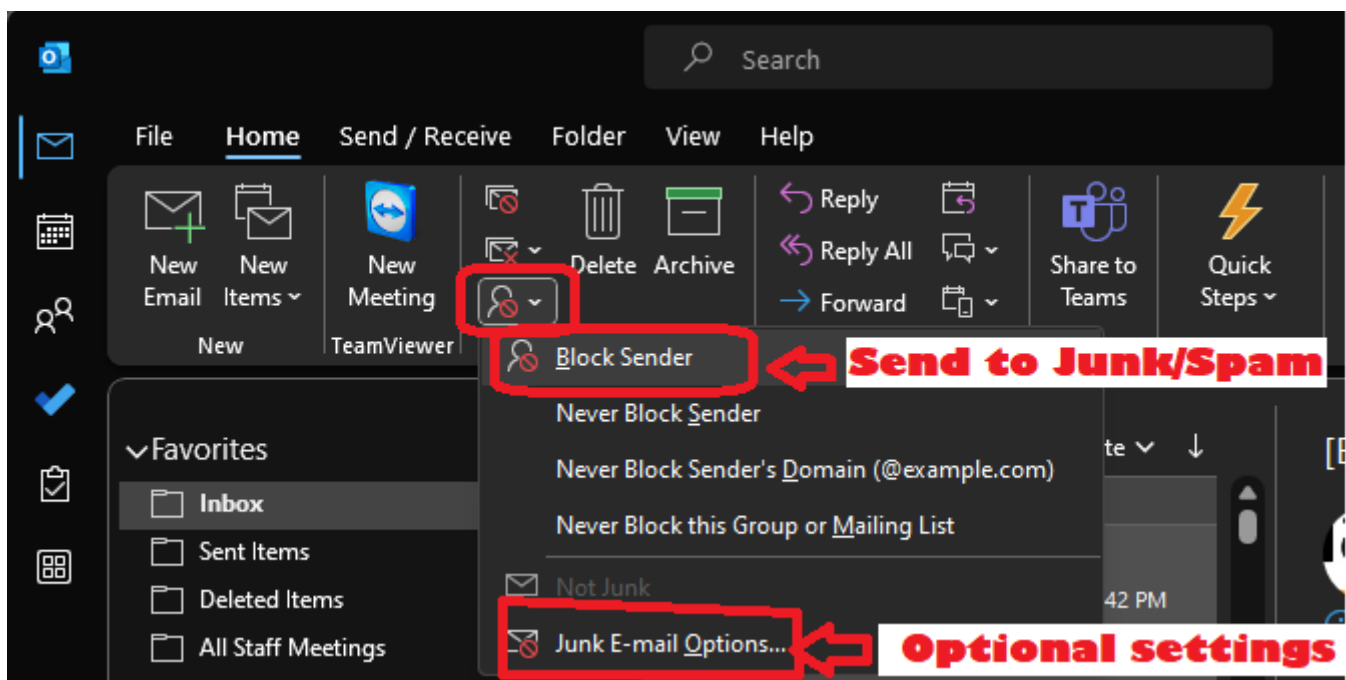 Search
File Home Send / Receive Folder View Help
New Email
New Items
New Meeting
Delete
Archive
Reply
Reply All
Forward
Share to Teams
Quick Steps
New
TeamViewer
Block Sender
Send to Junk/Spam
Never Block Sender
Never Block Sender's Domain (@example.com)
Never Block this Group or Mailing List
Not Junk
Junk E-mail Options...
Optional settings
Favorites
Inbox
Sent Items
Deleted Items
All Staff Meetings
42 PM